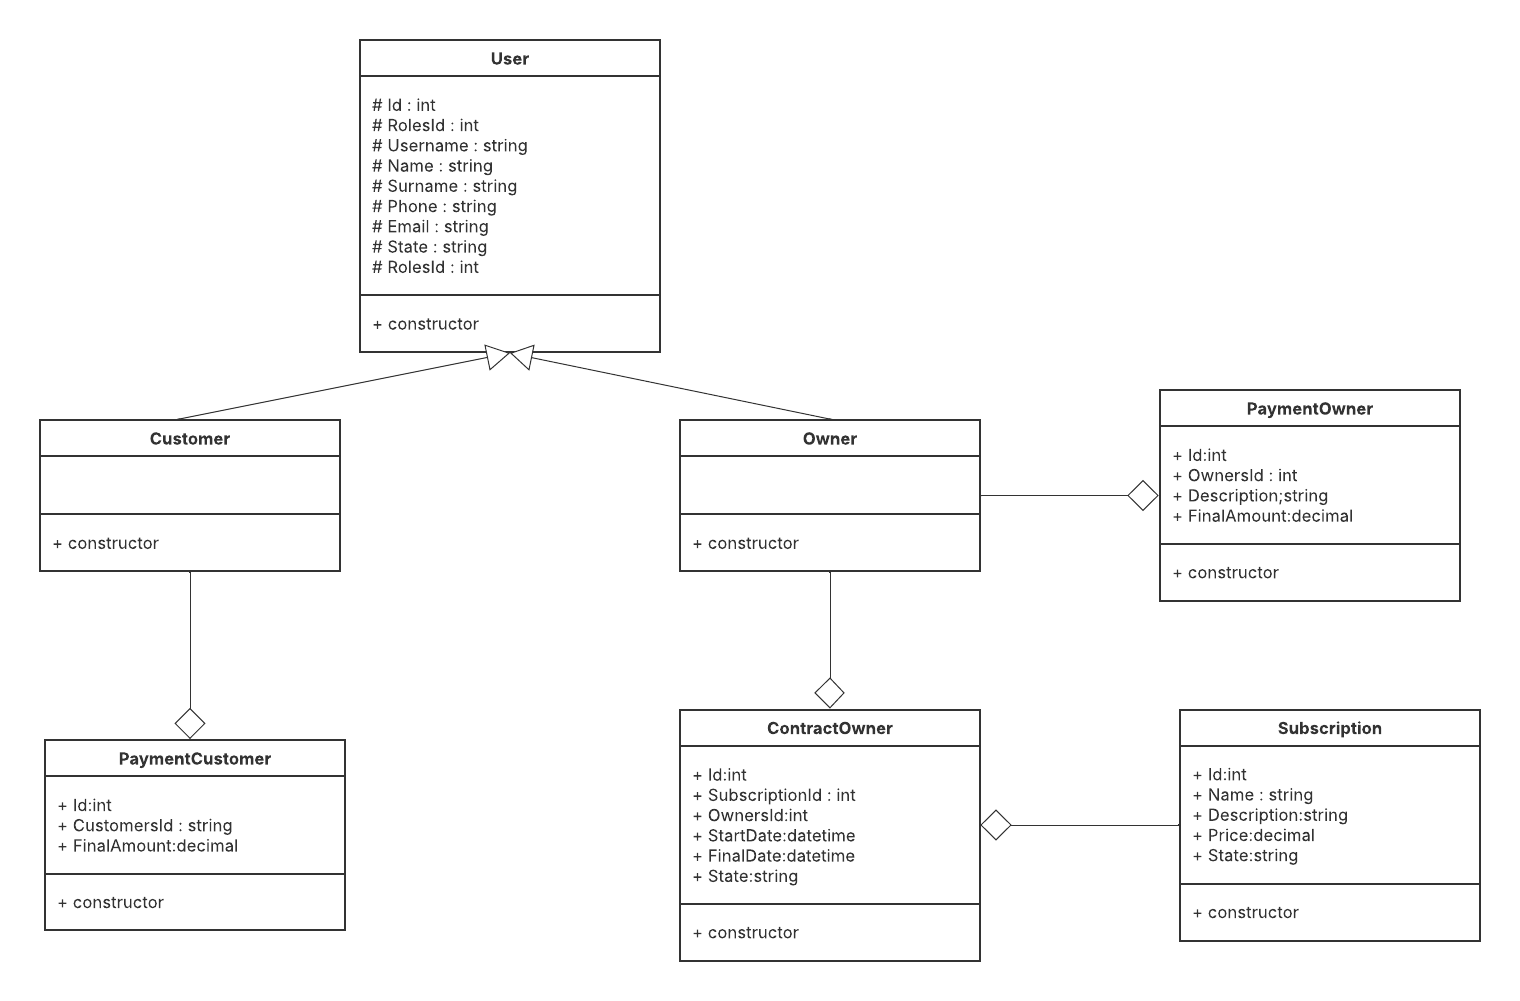 User
# Id : int
# RolesId : int
# Username : string
# Name : string
# Surname : string
# Phone : string
# Email : string
# State : string
# RolesId : int
+ constructor
Customer
+ constructor
Owner
+ constructor
PaymentOwner
+ Id:int
+ OwnersId : int
+ Description;string
+ FinalAmount:decimal
+ constructor
PaymentCustomer
+ Id:int
+ CustomersId : string
+ FinalAmount:decimal
+ constructor
ContractOwner
+ Id:int
+ SubscriptionId : int
+ OwnersId:int
+ StartDate:datetime
+ FinalDate:datetime
+ State:string
+ constructor
Subscription
+ Id:int
+ Name : string
+ Description:string
+ Price:decimal
+ State:string
+ constructor